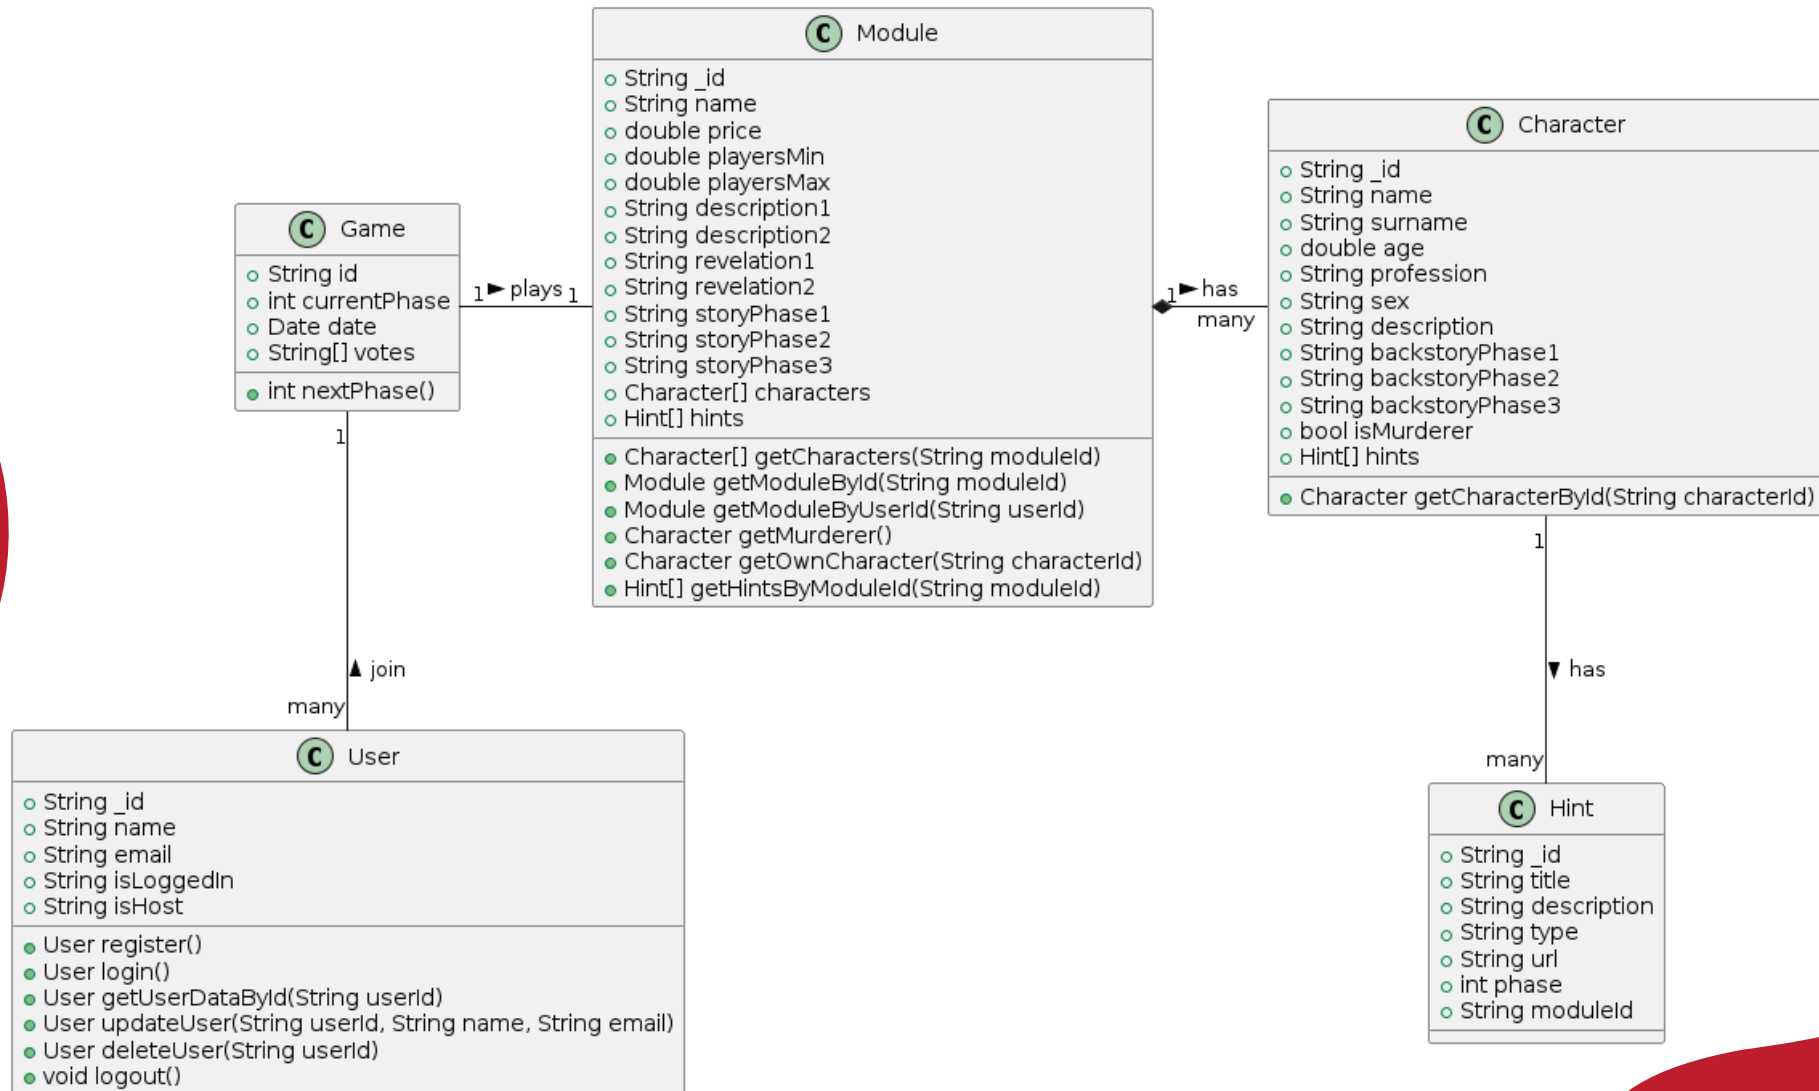 C Module
String _id
String name
double price
double playersMin
double playersMax
String description1
String description2
String revelation1
String revelation2
String storyPhase1
String storyPhase2
String storyPhase3
Character[] characters
Hint[] hints
Character[] getCharacters(String moduleId)
Module getModuleById(String moduleId)
Module getModuleByUserId(String userId)
Character getMurderer()
Character getOwnCharacter(String characterId)
Hint[] getHintsByModuleId(String moduleId)
C Character
String _id
String name
String surname
double age
String profession
String sex
String description
String backstoryPhase1
String backstoryPhase2
String backstoryPhase3
bool isMurderer
Hint[] hints
Character getCharacterById(String characterId)
C Game
String id
int currentPhase
Date date
String[] votes
int nextPhase()
1 plays 1
1 has
many
1
join
many
1
has
many
C User
String _id
String name
String email
String isLoggedIn
String isHost
User register()
User login()
User getUserDataById(String userId)
User updateUser(String userId, String name, String email)
User deleteUser(String userId)
void logout()
C Hint
String _id
String title
String description
String type
String url
int phase
String moduleId